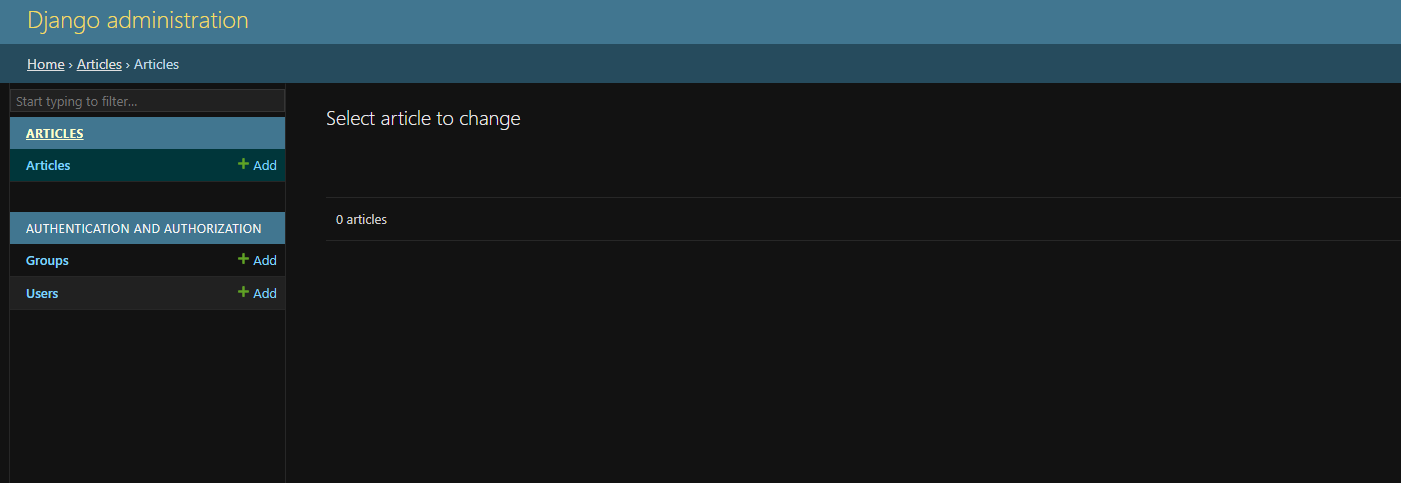 Django administration
Home › Articles › Articles
Start typing to filter...
ARTICLES
Articles + Add
AUTHENTICATION AND AUTHORIZATION
Groups + Add
Users + Add
Select article to change
0 articles